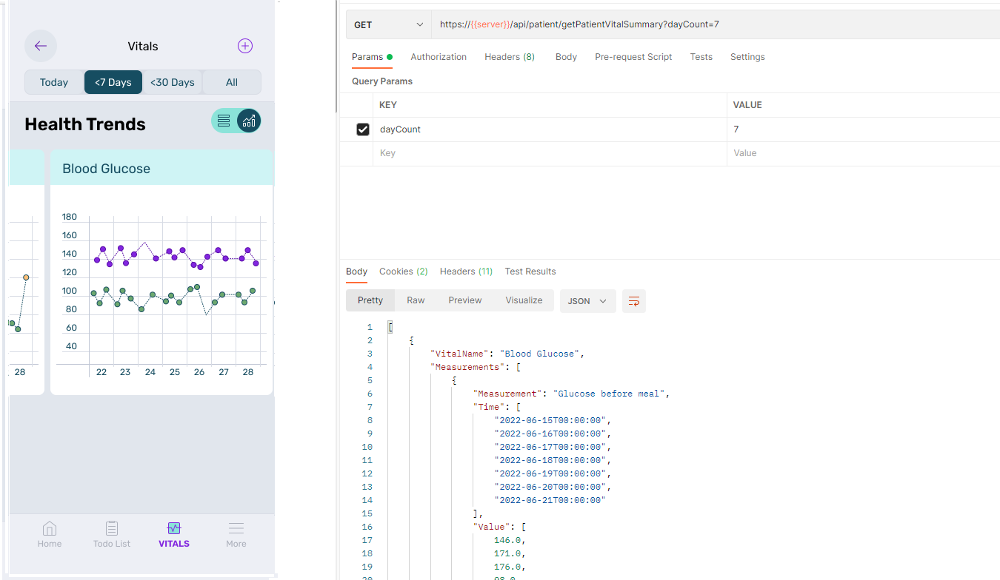 Vitals
Today <7 Days <30 Days All
Health Trends
Blood Glucose
180
160
140
120
100
80
60
40
28 22 23 24 25 26 27 28
Home Todo List VITALS More
GET https://{{server}}/api/patient/getPatientVitalSummary?dayCount=7
Params Authorization Headers (8) Body Pre-request Script Tests Settings
Query Params
KEY VALUE
dayCount 7
Key Value
Body Cookies (2) Headers (11) Test Results
Pretty Raw Preview Visualize JSON
1 [
2 {
3 "VitalName": "Blood Glucose",
4 "Measurements": [
5 {
6 "Measurement": "Glucose before meal",
7 "Time": [
8 "2022-06-15T00:00:00",
9 "2022-06-16T00:00:00",
10 "2022-06-17T00:00:00",
11 "2022-06-18T00:00:00",
12 "2022-06-19T00:00:00",
13 "2022-06-20T00:00:00",
14 "2022-06-21T00:00:00"
15 ],
16 "Value": [
17 146.0,
18 171.0,
19 176.0,
20 98.0